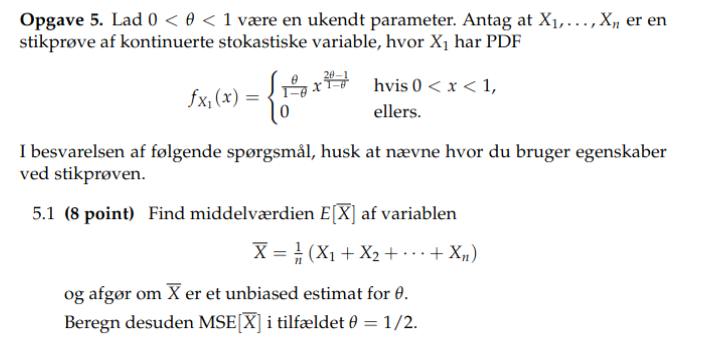 Opgave 5. Lad 0 < θ < 1 være en ukendt parameter. Antag at X₁, . . . , Xₙ er en
stikprøve af kontinuerte stokastiske variable, hvor X₁ har PDF
f_{X₁}(x) = { θ/(1−θ) x^{(2θ−1)/(1−θ)} hvis 0 < x < 1,
0 ellers.
I besvarelsen af følgende spørgsmål, husk at nævne hvor du bruger egenskaber
ved stikprøven.
5.1 (8 point) Find middelværdien E[X̅] af variablen
X̅ = 1/n (X₁ + X₂ + · · · + Xₙ)
og afgør om X̅ er et unbiased estimat for θ.
Beregn desuden MSE[X̅] i tilfældet θ = 1/2.